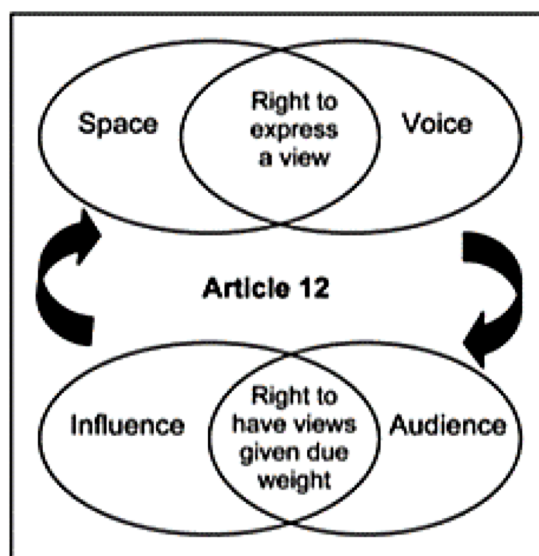 Space
Right to
express
a view
Voice
Article 12
Influence
Right to
have views
given due
weight
Audience